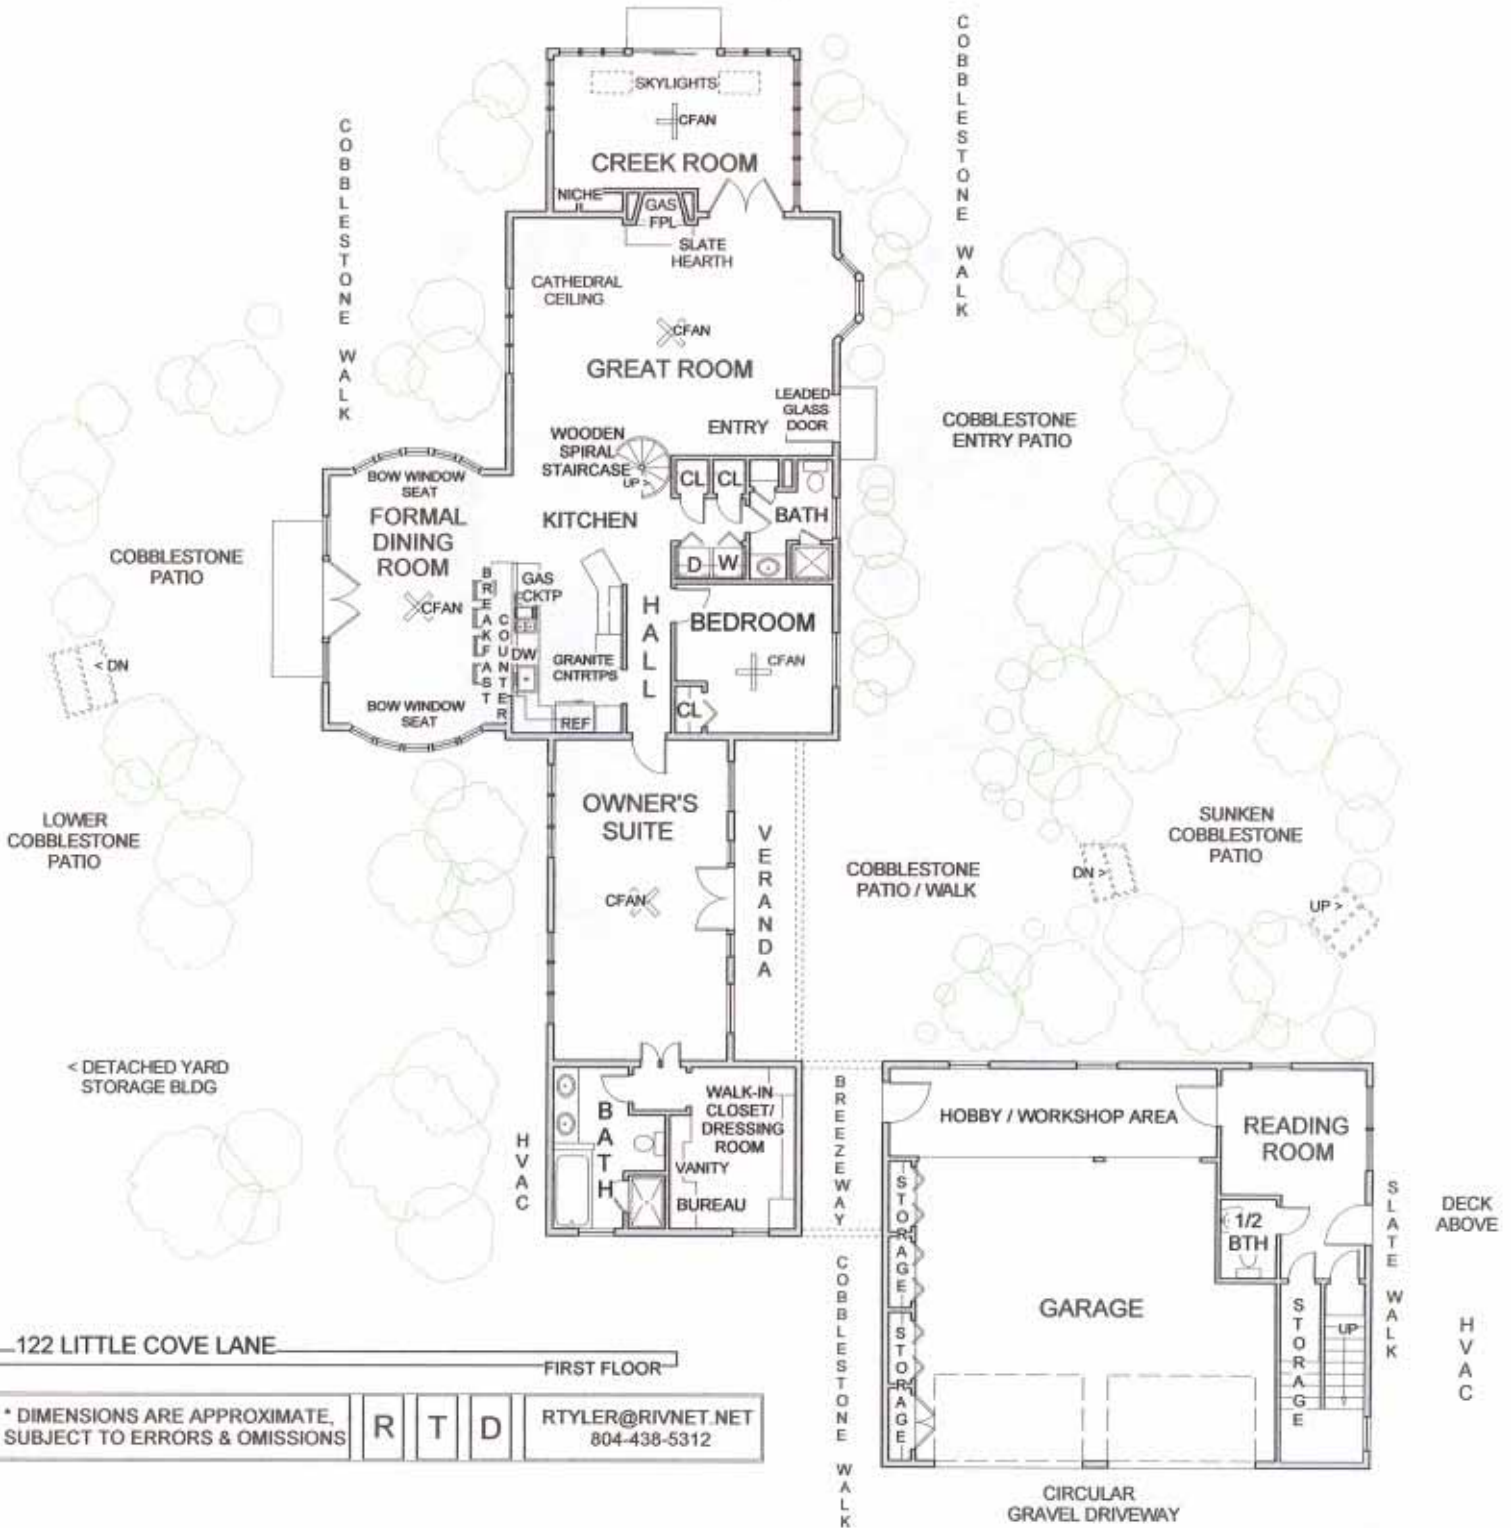 COBBLESTONE WALK
COBBLESTONE WALK
SKYLIGHTS
CFAN
CREEK ROOM
NICHE
GAS
FPL
SLATE
HEARTH
CATHEDRAL
CEILING
CFAN
GREAT ROOM
LEADED
GLASS
DOOR
ENTRY
COBBLESTONE
ENTRY PATIO
WOODEN
SPIRAL
STAIRCASE
UP >
CL
CL
BATH
BOW WINDOW
SEAT
FORMAL
DINING
ROOM
KITCHEN
COBBLESTONE
PATIO
D
W
GAS
CKTP
CFAN
BREAKFAST
COUNTER
HALL
BEDROOM
CFAN
DW
GRANITE
CNTRTPS
< DN
BOW WINDOW
SEAT
REF
CL
OWNER'S
SUITE
VERANDA
LOWER
COBBLESTONE
PATIO
SUNKEN
COBBLESTONE
PATIO
COBBLESTONE
PATIO / WALK
DN >
UP >
CFAN
< DETACHED YARD
STORAGE BLDG
BATH
WALK-IN
CLOSET/
DRESSING
ROOM
VANITY
BUREAU
HVAC
BREEZEWAY
HOBBY / WORKSHOP AREA
READING
ROOM
STORAGE
STORAGE
1/2
BTH
SLATE WALK
DECK
ABOVE
GARAGE
STORAGE
UP
HVAC
COBBLESTONE WALK
CIRCULAR
GRAVEL DRIVEWAY
122 LITTLE COVE LANE
FIRST FLOOR
* DIMENSIONS ARE APPROXIMATE,
SUBJECT TO ERRORS & OMISSIONS
R T D
RTYLER@RIVNET.NET
804-438-5312